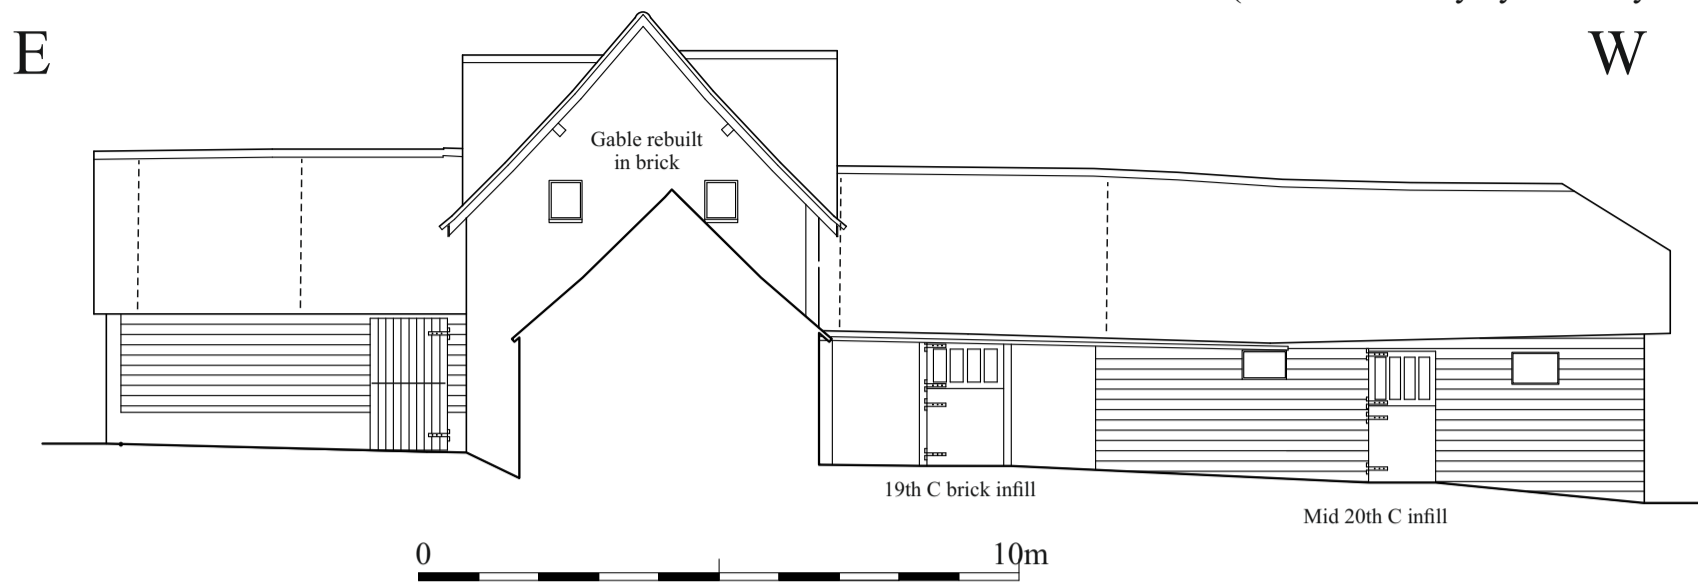 E
W
Gable rebuilt
in brick
19th C brick infill
Mid 20th C infill
0 10m